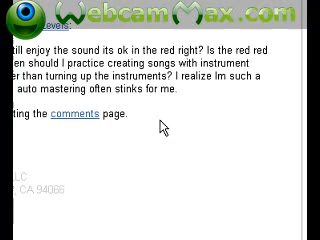 WebcamMax.com
Levels:
still enjoy the sound its ok in the red right? Is the red red
en should I practice creating songs with instrument
er than turning up the instruments? I realize Im such a
auto mastering often stinks for me.
ting the comments page.
LC
CA 94066